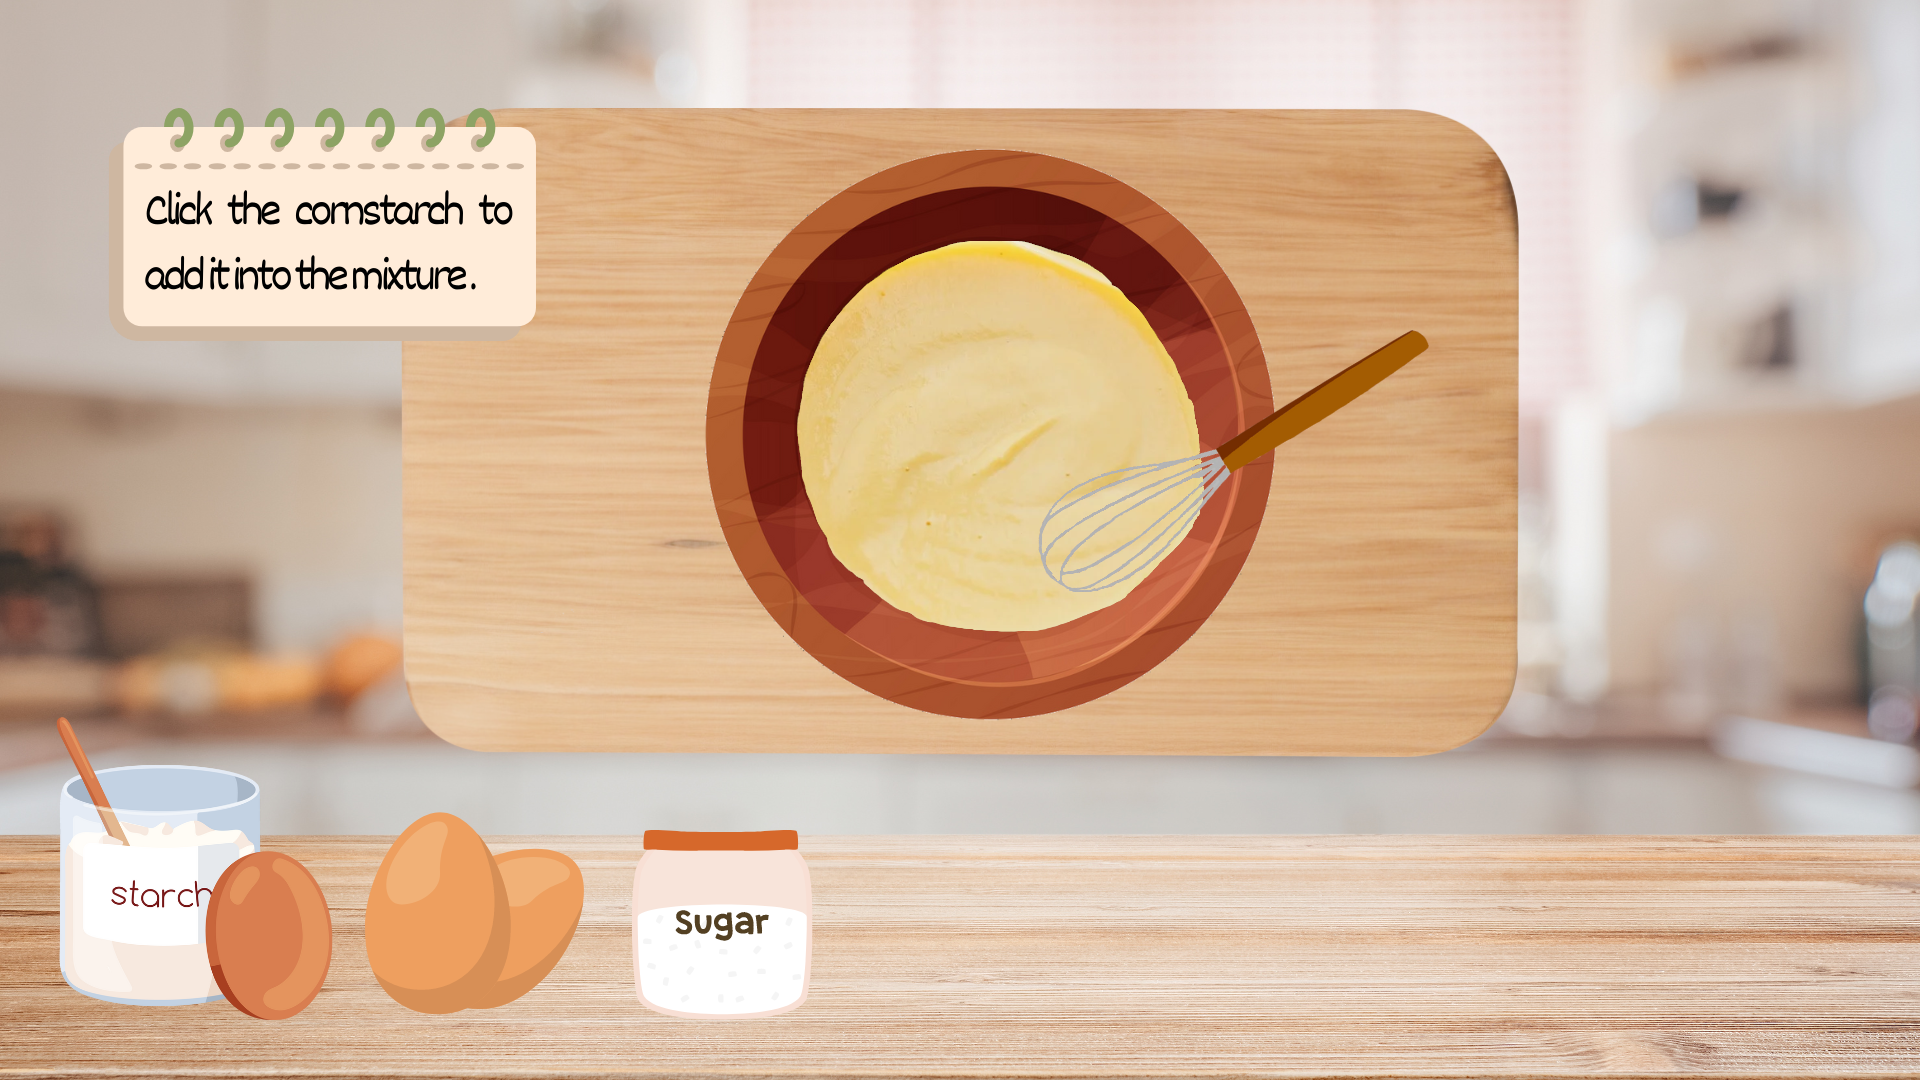 Click the cornstarch to
add it into the mixture.
starch
Sugar